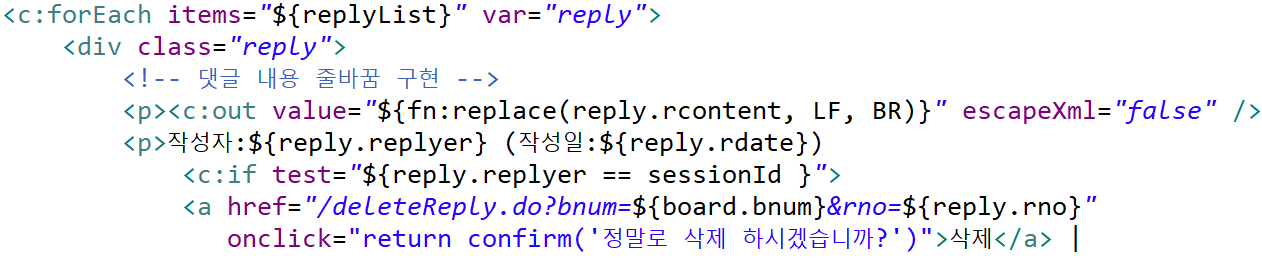 <c:forEach items="${replyList}" var="reply">
<div class="reply">
<!-- 댓글 내용 줄바꿈 구현 -->
<p><c:out value="${fn:replace(reply.rcontent, LF, BR)}" escapeXml="false" />
<p>작성자:${reply.replyer} (작성일:${reply.rdate})
<c:if test="${reply.replyer == sessionId }">
<a href="/deleteReply.do?bnum=${board.bnum}&rno=${reply.rno}"
onclick="return confirm('정말로 삭제 하시겠습니까?')">삭제</a> |